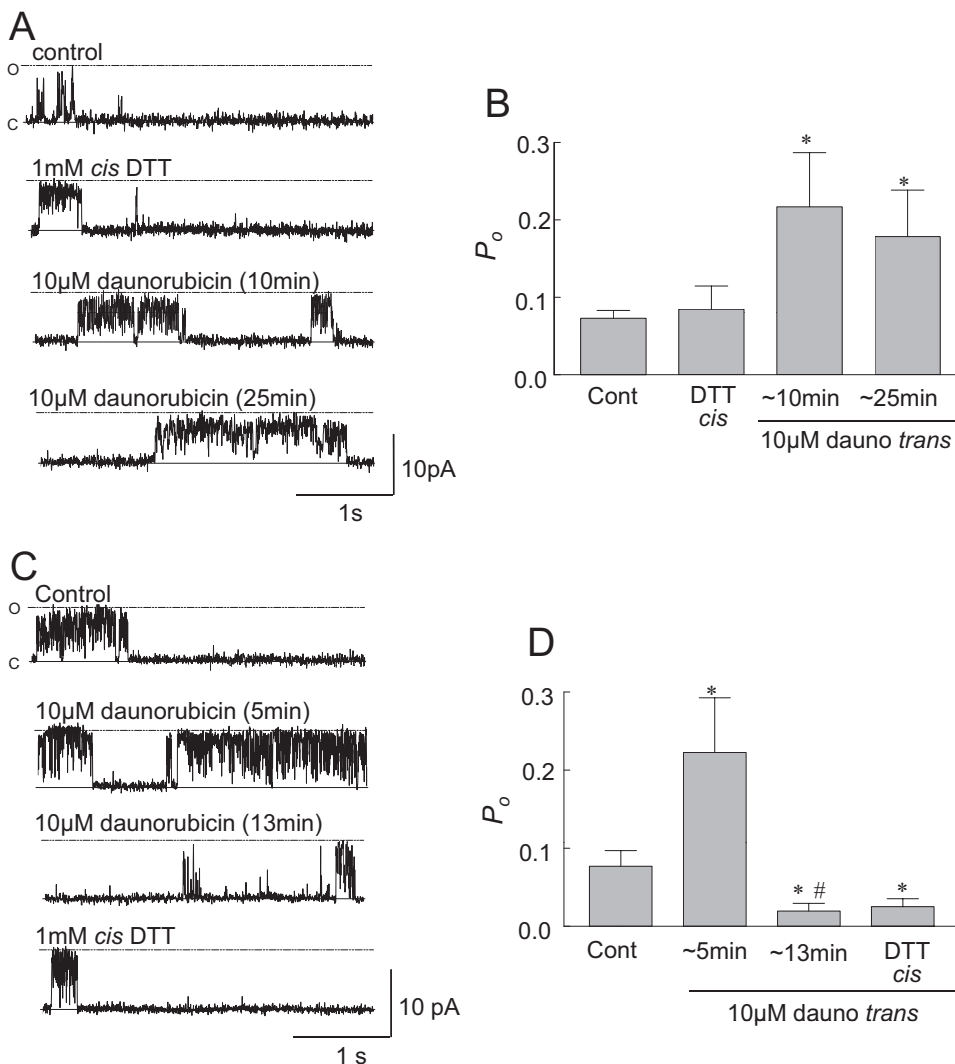 A
control
O
C
1mM cis DTT
10µM daunorubicin (10min)
10µM daunorubicin (25min)
10pA
1s
B
0.3
0.2
0.1
0.0
Po
*
*
Cont
DTT
cis
~10min
~25min
10µM dauno trans
C
Control
O
C
10µM daunorubicin (5min)
10µM daunorubicin (13min)
1mM cis DTT
10 pA
1 s
D
0.3
0.2
0.1
0.0
Po
*
* #
*
Cont
~5min
~13min
DTT
cis
10µM dauno trans